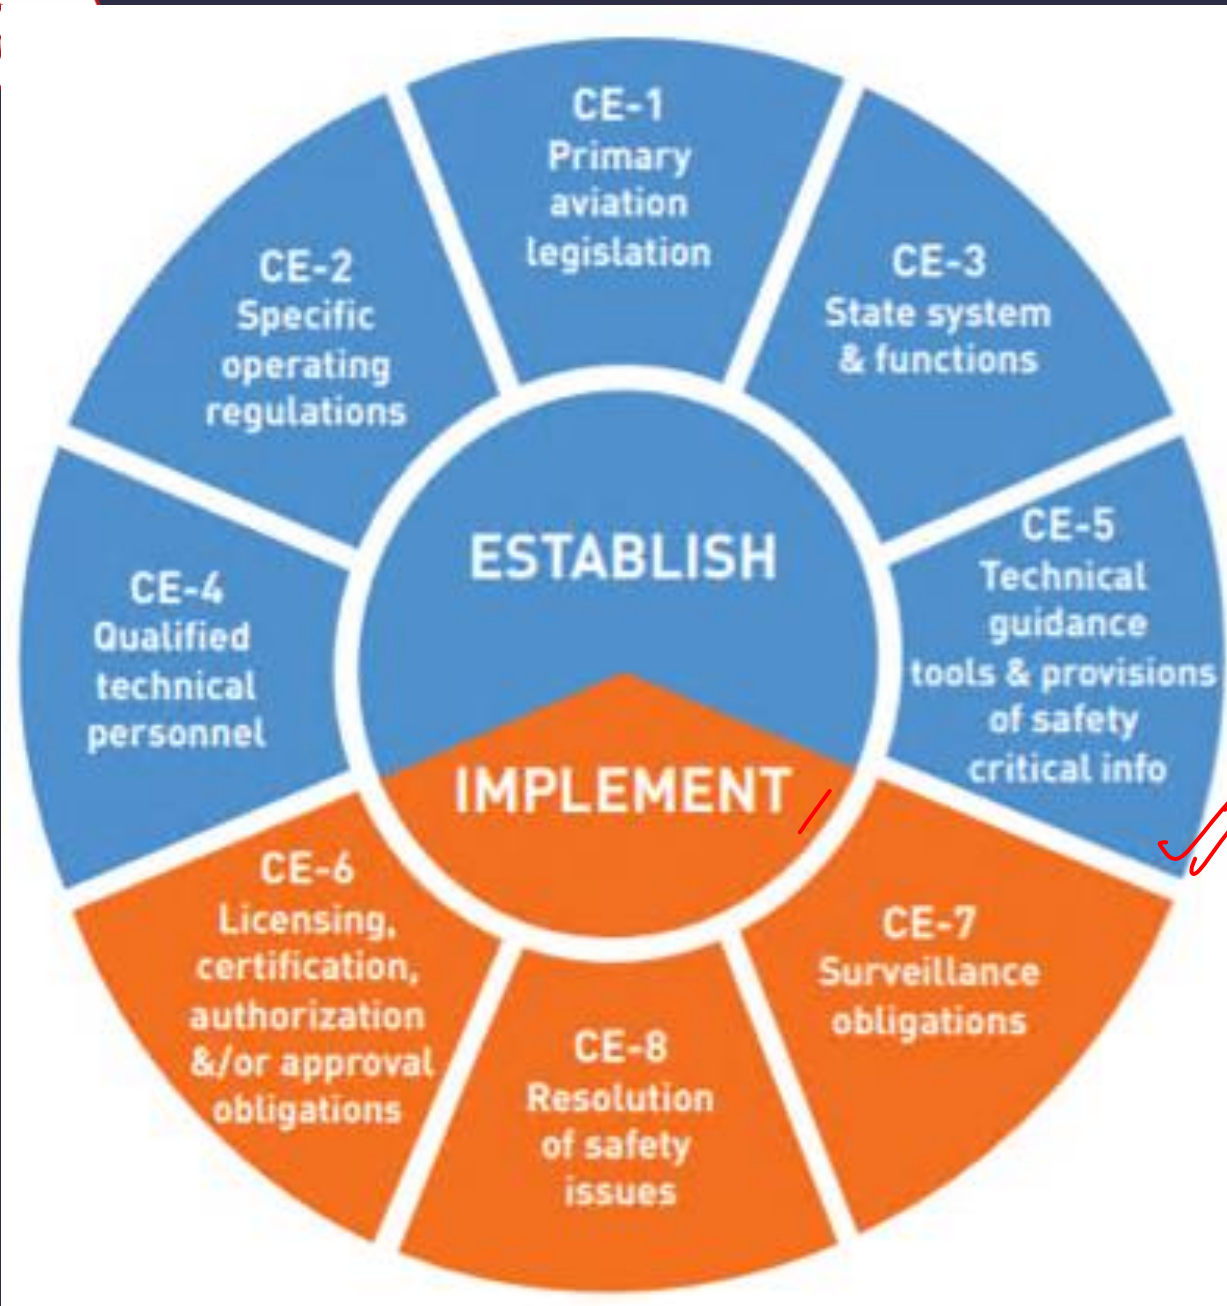 CE-1
Primary
aviation
legislation
CE-2
Specific
operating
regulations
CE-3
State system
& functions
CE-4
Qualified
technical
personnel
CE-5
Technical
guidance
tools & provisions
of safety
critical info
ESTABLISH
IMPLEMENT
CE-6
Licensing,
certification,
authorization
&/or approval
obligations
CE-7
Surveillance
obligations
CE-8
Resolution
of safety
issues